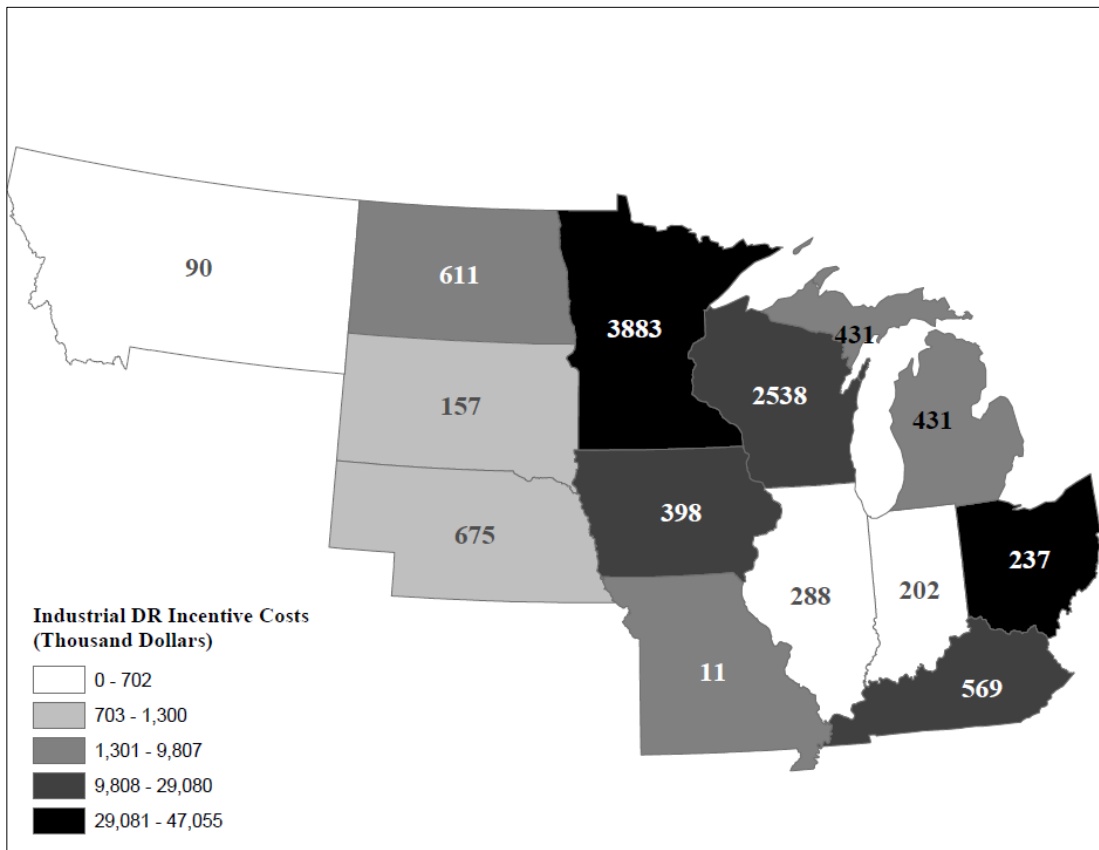 90
611
3883
431
2538
431
157
398
675
237
288
202
11
569
Industrial DR Incentive Costs
(Thousand Dollars)
0 - 702
703 - 1,300
1,301 - 9,807
9,808 - 29,080
29,081 - 47,055